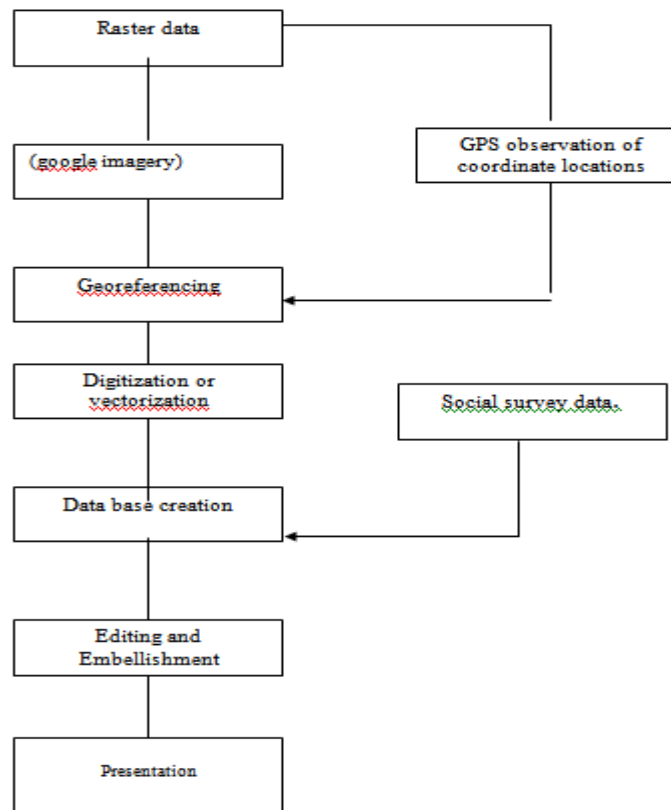 Raster data
(google imagery)
GPS observation of
coordinate locations
Georeferencing
Digitization or
vectorization
Social survey data.
Data base creation
Editing and
Embellishment
Presentation